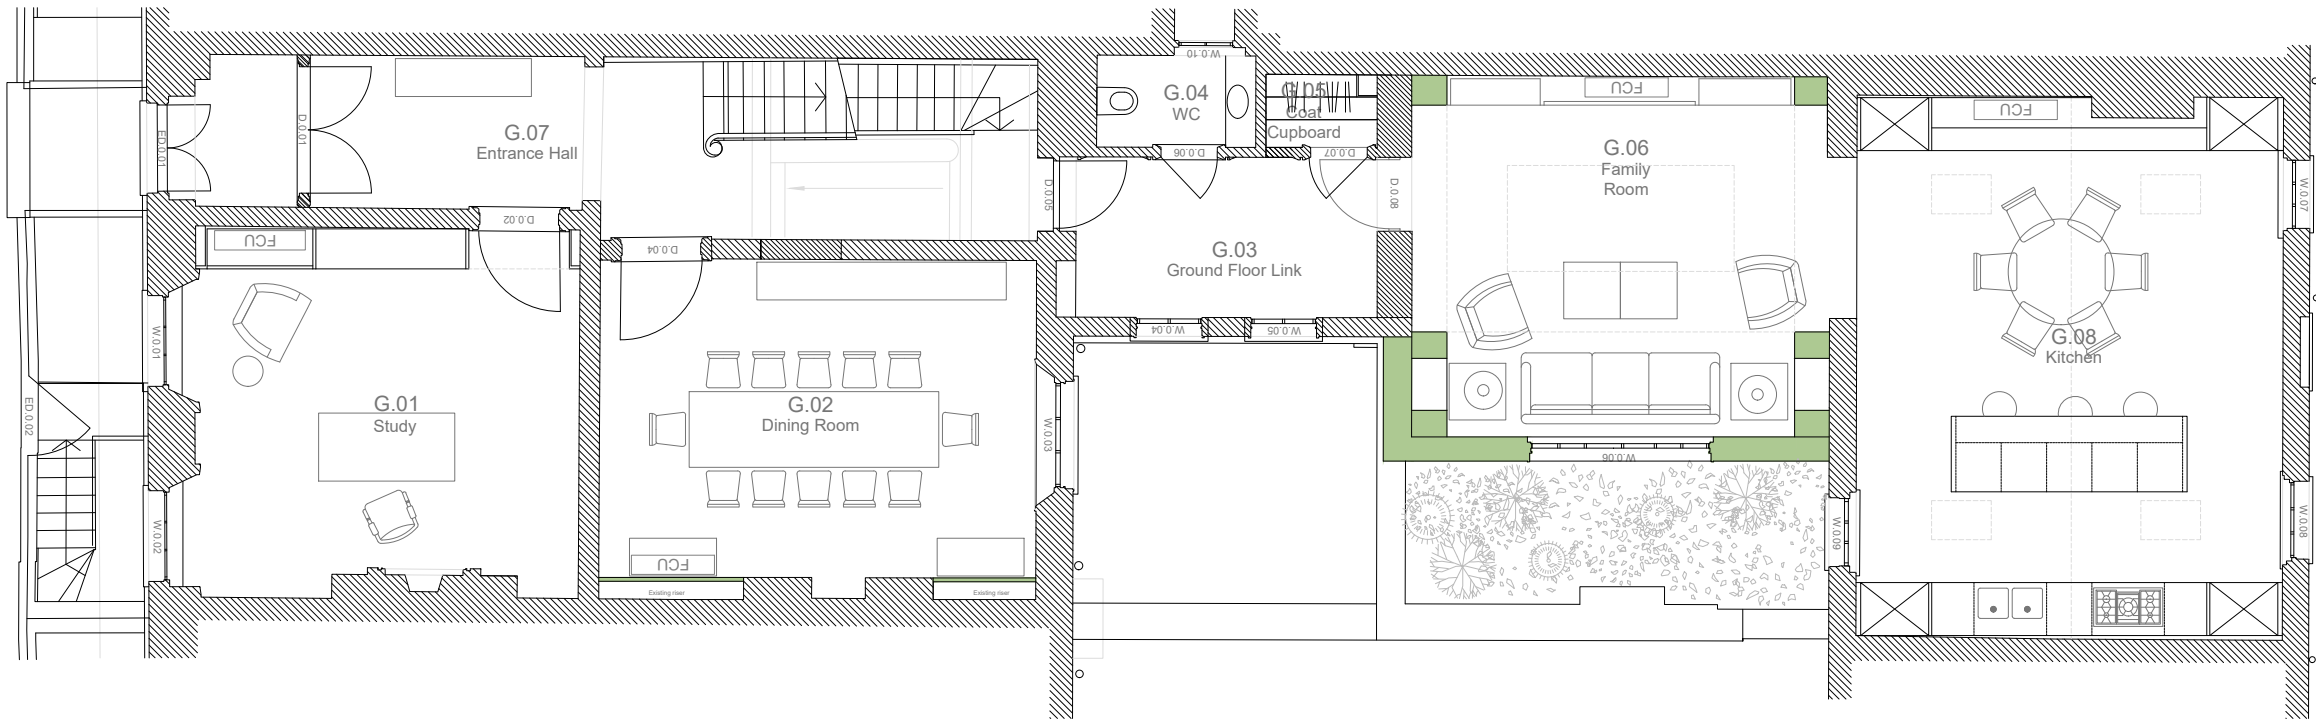 W.0.10
G.04
WC
G.05
Coat
Cupboard
FCU
FCU
ED.0.01
D.0.01
G.07
Entrance Hall
D.0.06
D.0.07
G.06
Family
Room
D.0.02
D.0.05
D.0.08
W.0.07
FCU
D.0.04
G.03
Ground Floor Link
W.0.01
W.0.04
W.0.05
G.08
Kitchen
ED.0.02
G.01
Study
G.02
Dining Room
W.0.03
W.0.06
W.0.02
W.0.09
W.0.08
FCU
Existing riser
Existing riser